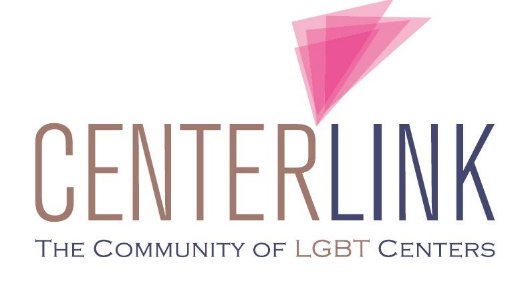 CENTERLINK
THE COMMUNITY OF LGBT CENTERS